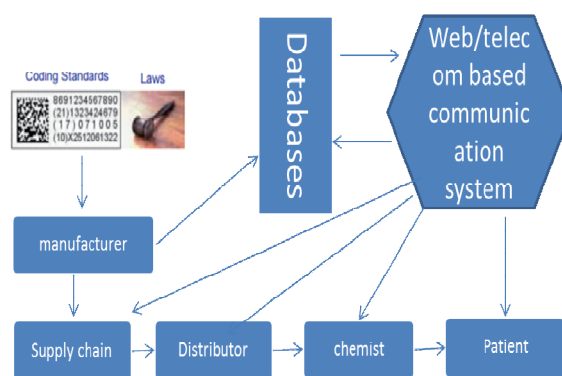 Coding Standards
Laws
8691234567890
(21)1323424679
(17)071005
(10)X2512061322
Databases
Web/telec
om based
communic
ation
system
manufacturer
Supply chain
Distributor
chemist
Patient